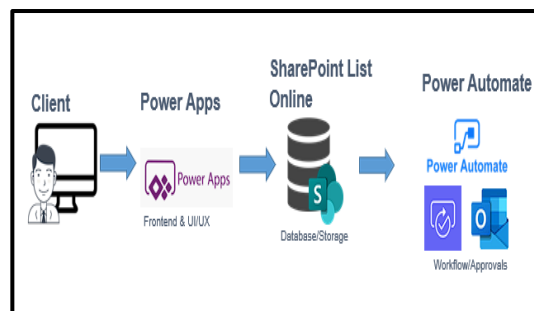 Client
Power Apps
Power Apps
Frontend & UI/UX
SharePoint List
Online
S
Database/Storage
Power Automate
Power Automate
O
Workflow/Approvals